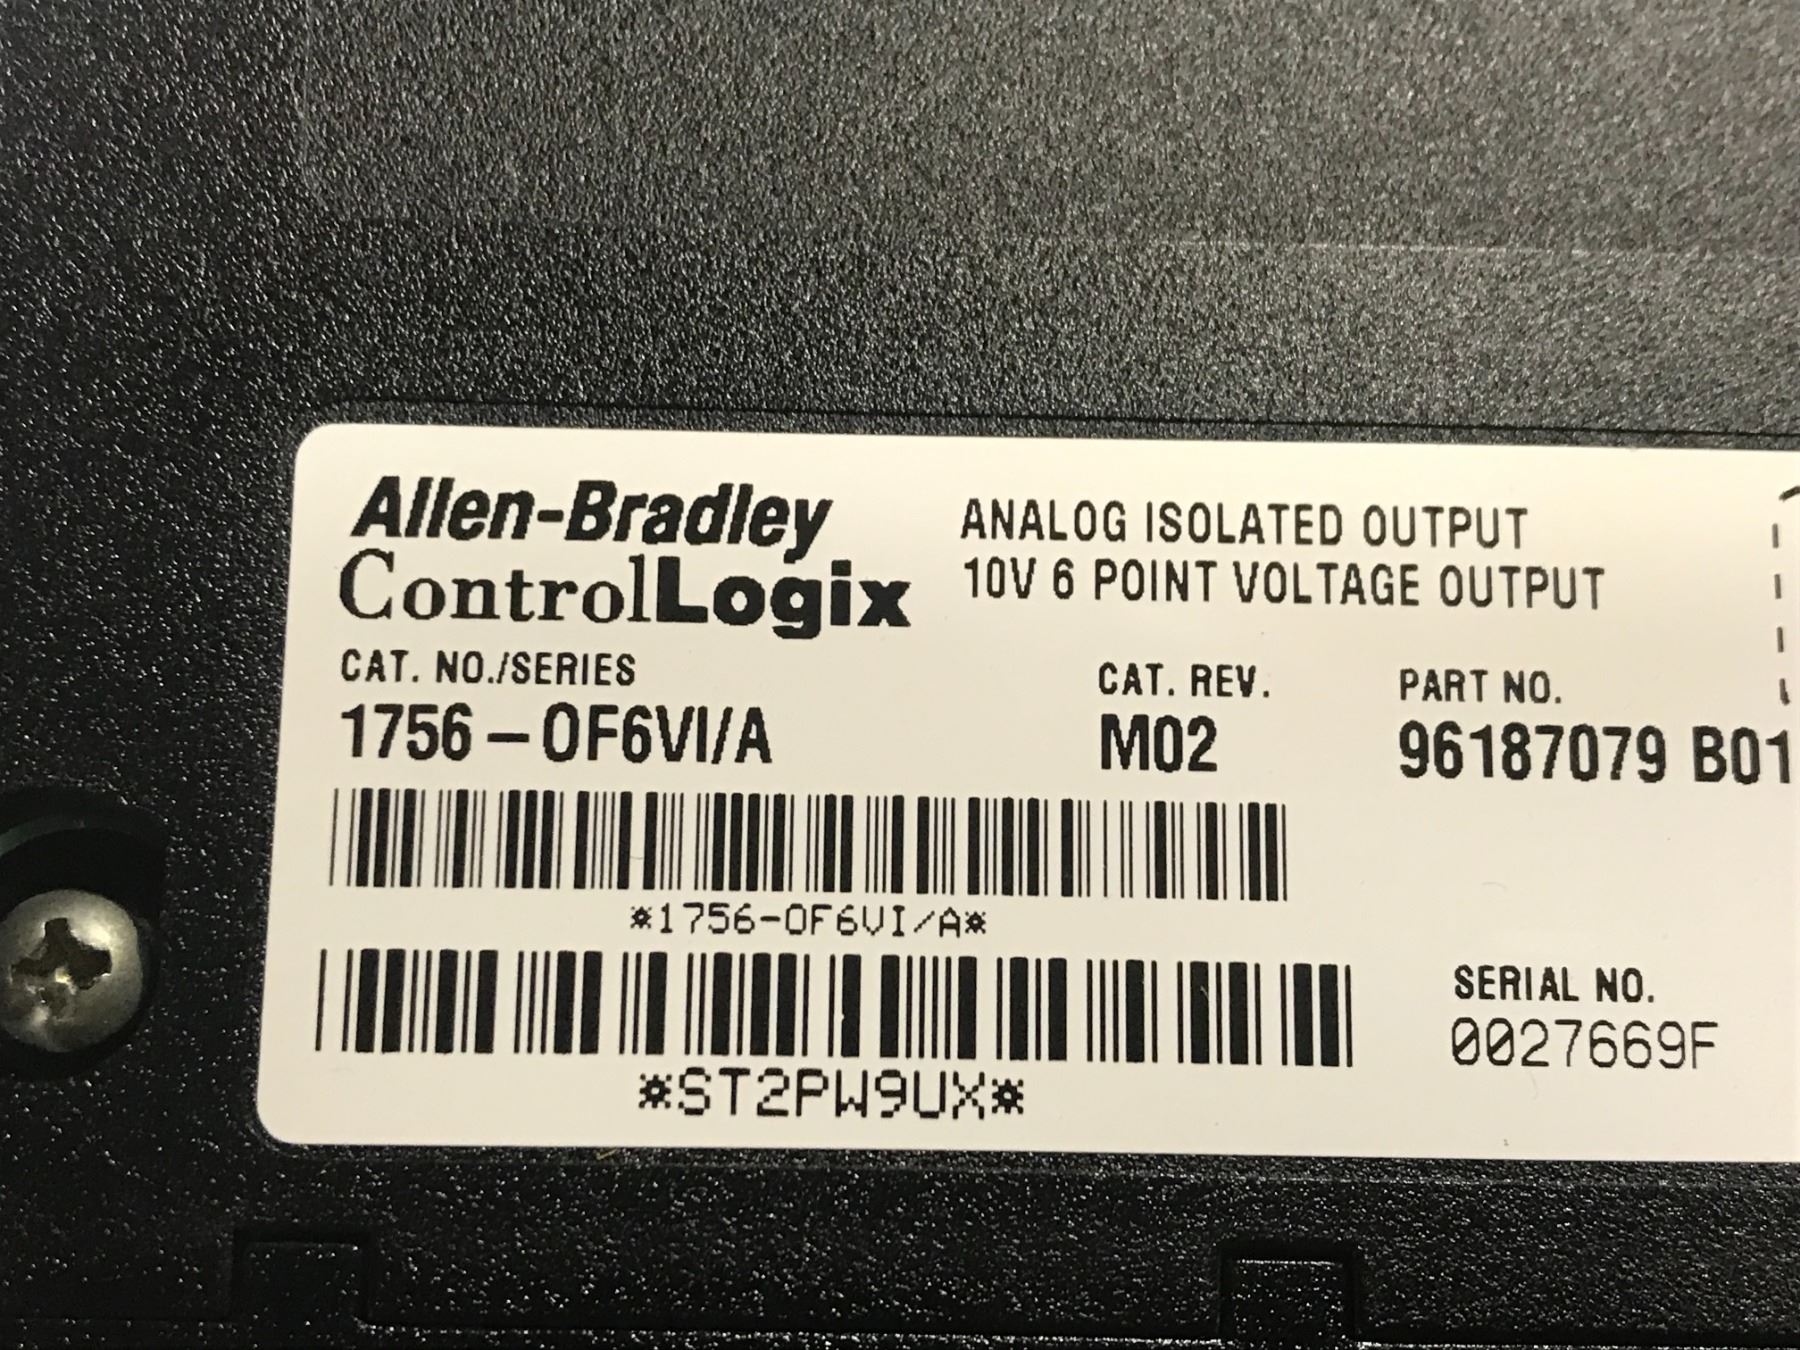 Allen-Bradley
ControlLogix
ANALOG ISOLATED OUTPUT
10V 6 POINT VOLTAGE OUTPUT
CAT. NO./SERIES
1756-OF6VI/A
CAT. REV.
M02
PART NO.
96187079 B01
*1756-OF6VI/A*
*ST2PW9UX*
SERIAL NO.
0027669F